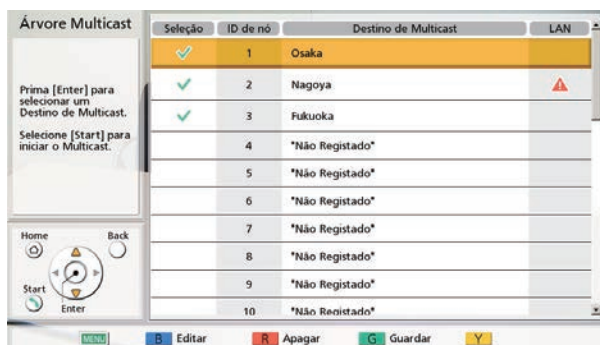 Árvore Multicast
Prima [Enter] para
selecionar um
Destino de Multicast.
Selecione [Start] para
iniciar o Multicast.
Home
Back
Start
Enter
Seleção ID de nó Destino de Multicast LAN
1 Osaka
2 Nagoya
3 Fukuoka
4 "Não Registado"
5 "Não Registado"
6 "Não Registado"
7 "Não Registado"
8 "Não Registado"
9 "Não Registado"
10 "Não Registado"
MENU B Editar R Apagar G Guardar Y